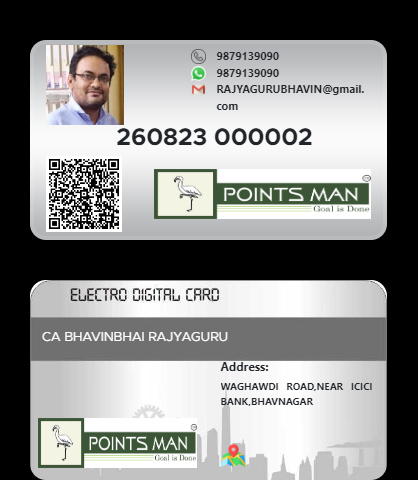 9879139090
9879139090
RAJYAGURUBHAVIN@gmail.
com
260823 000002
POINTS MAN
Goal is Done
ELECTRO DIGITAL CARD
CA BHAVINBHAI RAJYAGURU
Address:
WAGHAWDI ROAD,NEAR ICICI
BANK,BHAVNAGAR
POINTS MAN
Goal is Done